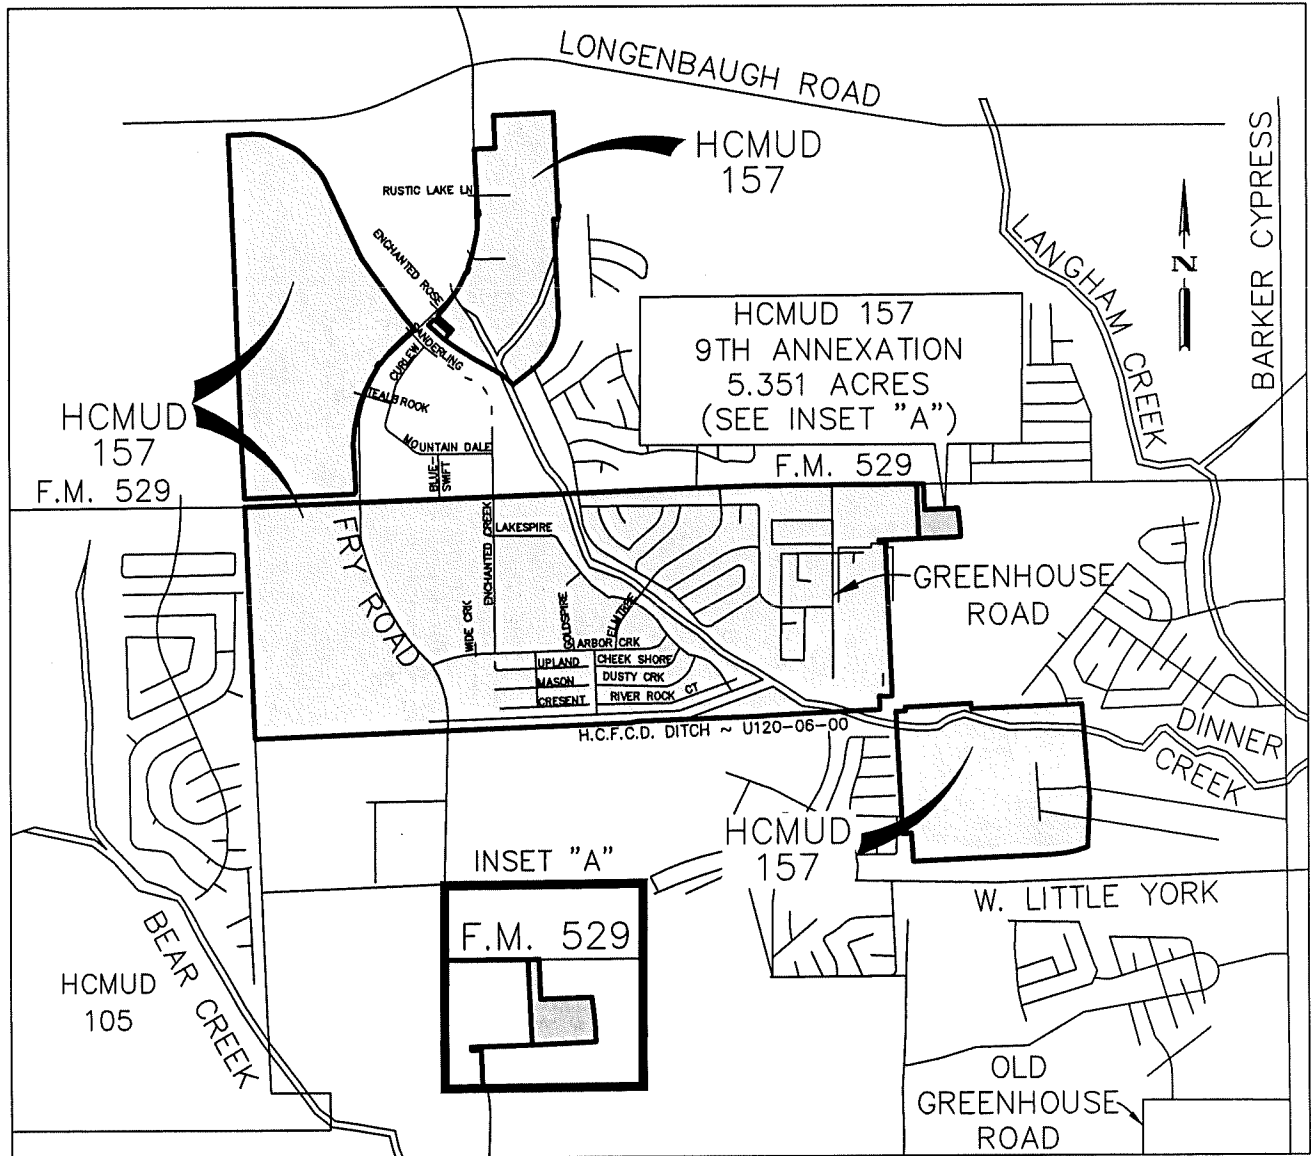 LONGENBAUGH ROAD
HCMUD
157
RUSTIC LAKE LN
BARKER CYPRESS
LANGHAM CREEK
N
ENCHANTED ROSE
SANDERLING
CURLEW
TEALBROOK
HCMUD 157
9TH ANNEXATION
5.351 ACRES
(SEE INSET "A")
HCMUD
157
MOUNTAIN DALE
BLUE-
SWIFT
F.M. 529
F.M. 529
FRY ROAD
ENCHANTED CREEK
LAKESPIRE
GREENHOUSE
ROAD
WIDE CRK
GOLDSPIRE
ELMTREE
ARBOR CRK
UPLAND
CHEEK SHORE
MASON
DUSTY CRK
CRESENT
RIVER ROCK CT
H.C.F.C.D. DITCH ~ U120-06-00
DINNER
CREEK
HCMUD
157
INSET "A"
F.M. 529
W. LITTLE YORK
BEAR CREEK
HCMUD
105
OLD
GREENHOUSE
ROAD